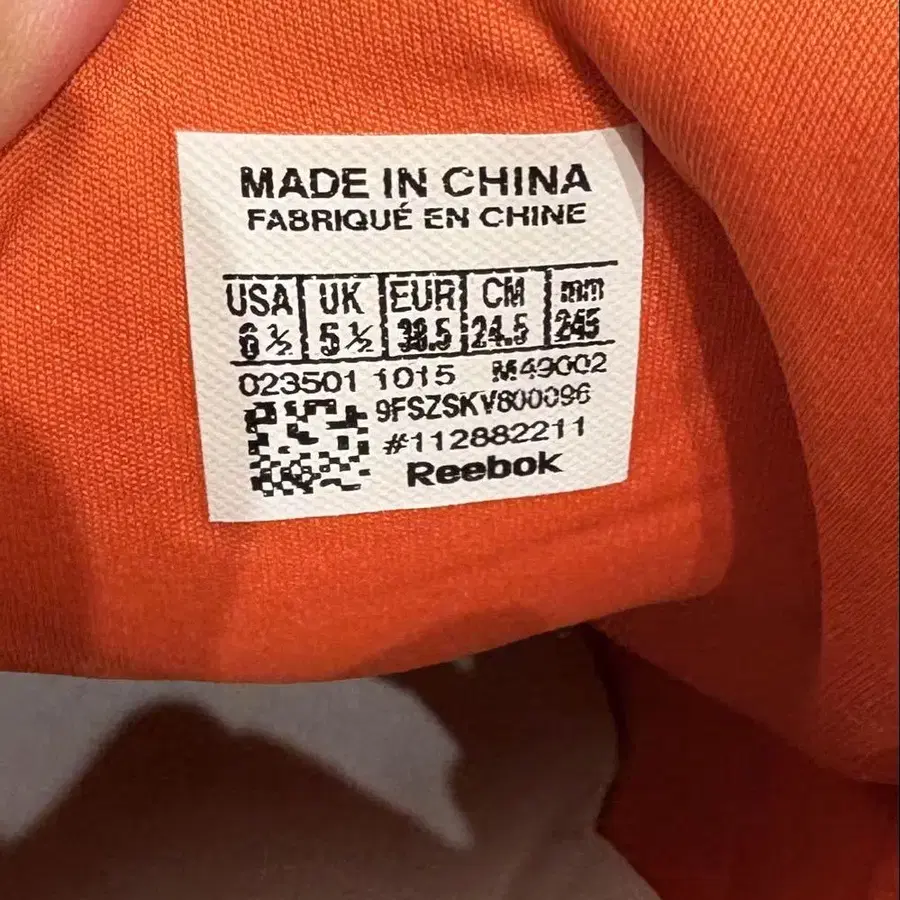 MADE IN CHINA
FABRIQUÉ EN CHINE
USA UK EUR CM mm
6½ 5½ 38.5 24.5 245
023501 1015 M49002
9FSZSKV800096
#112882211
Reebok